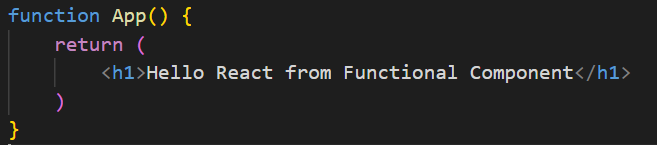 function App() {
    return (
        <h1>Hello React from Functional Component</h1>
    )
}